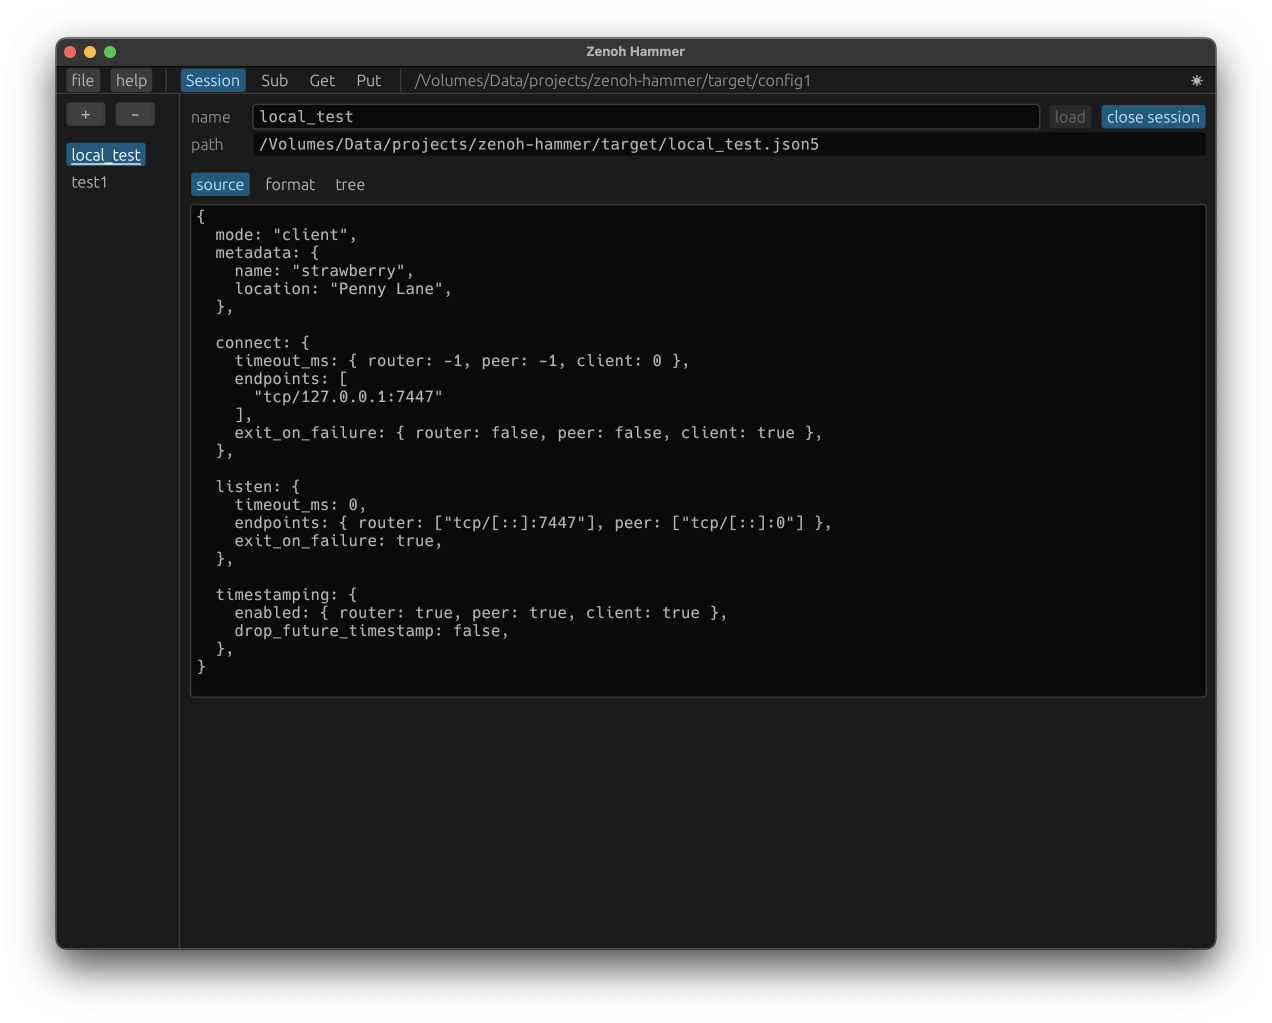 Zenoh Hammer
file help Session Sub Get Put /Volumes/Data/projects/zenoh-hammer/target/config1
+ -
local_test
test1
name local_test load close session
path /Volumes/Data/projects/zenoh-hammer/target/local_test.json5
source format tree
{
  mode: "client",
  metadata: {
    name: "strawberry",
    location: "Penny Lane",
  },

  connect: {
    timeout_ms: { router: -1, peer: -1, client: 0 },
    endpoints: [
      "tcp/127.0.0.1:7447"
    ],
    exit_on_failure: { router: false, peer: false, client: true },
  },

  listen: {
    timeout_ms: 0,
    endpoints: { router: ["tcp/[::]:7447"], peer: ["tcp/[::]:0"] },
    exit_on_failure: true,
  },

  timestamping: {
    enabled: { router: true, peer: true, client: true },
    drop_future_timestamp: false,
  },
}